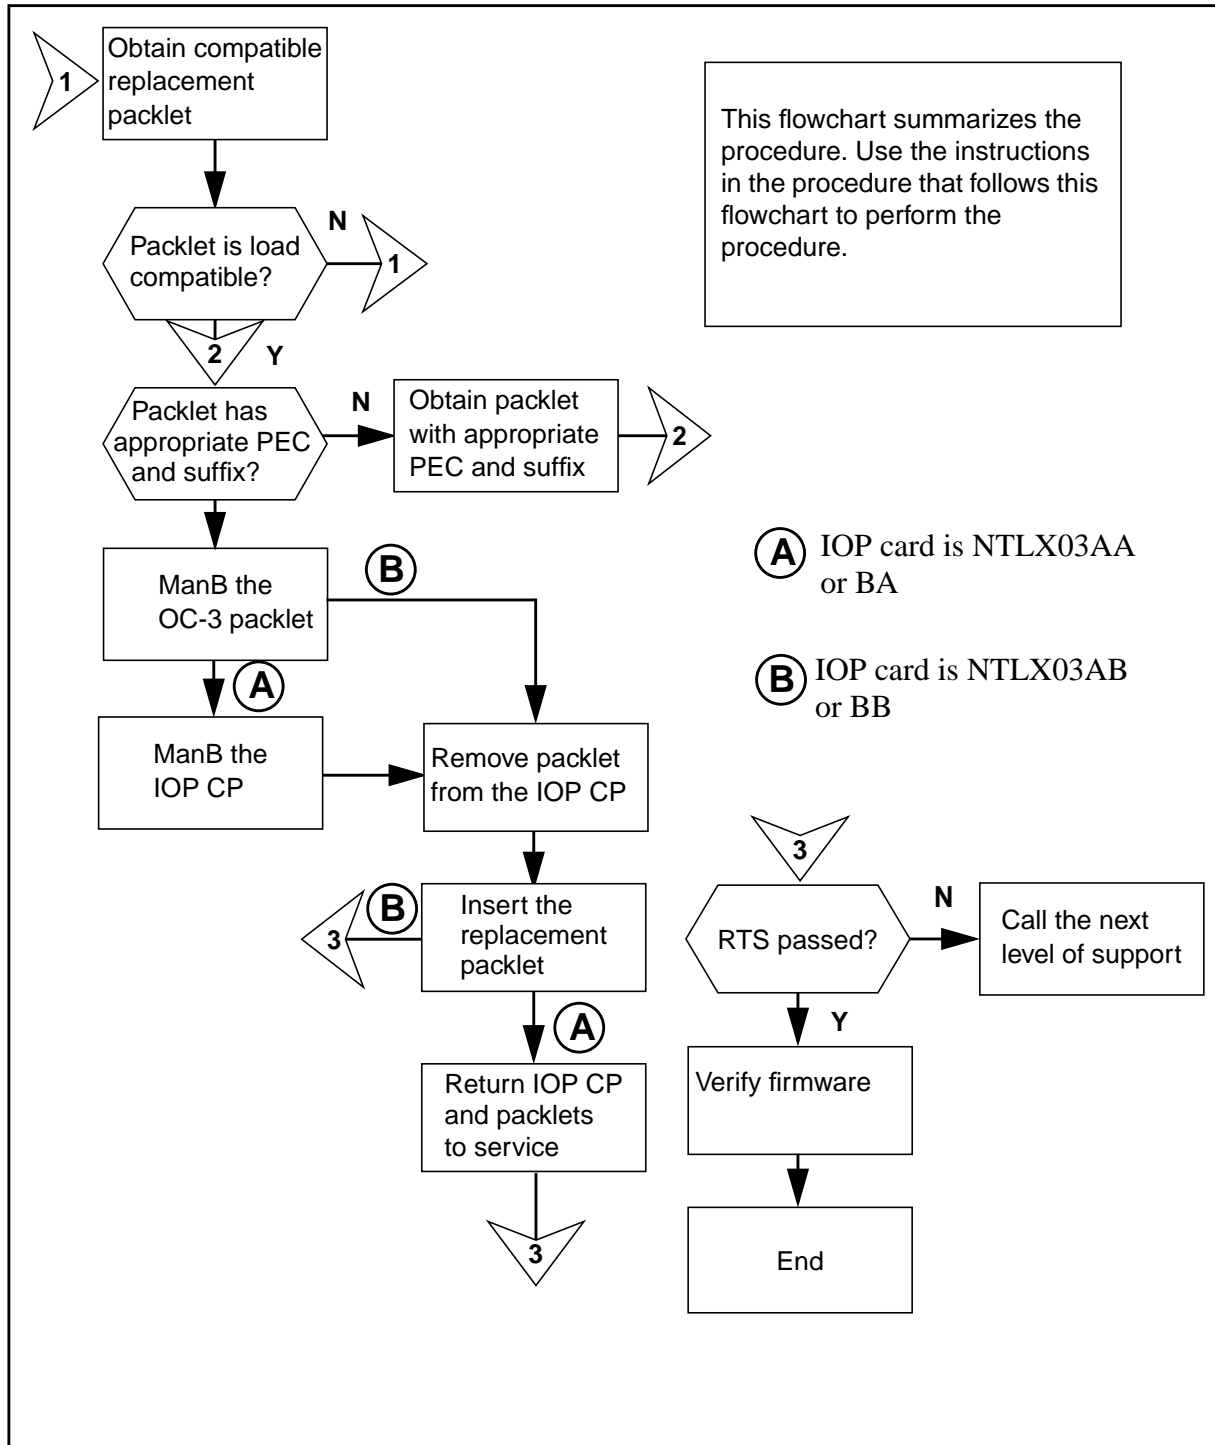 1
Obtain compatible
replacement
packlet
This flowchart summarizes the
procedure. Use the instructions
in the procedure that follows this
flowchart to perform the
procedure.
Packlet is load
compatible?
N
1
2
Y
Packlet has
appropriate PEC
and suffix?
N
Obtain packlet
with appropriate
PEC and suffix
2
A
IOP card is NTLX03AA
or BA
B
IOP card is NTLX03AB
or BB
ManB the
OC-3 packlet
B
A
ManB the
IOP CP
Remove packlet
from the IOP CP
Insert the
replacement
packlet
B
3
A
Return IOP CP
and packlets
to service
3
3
RTS passed?
N
Call the next
level of support
Y
Verify firmware
End